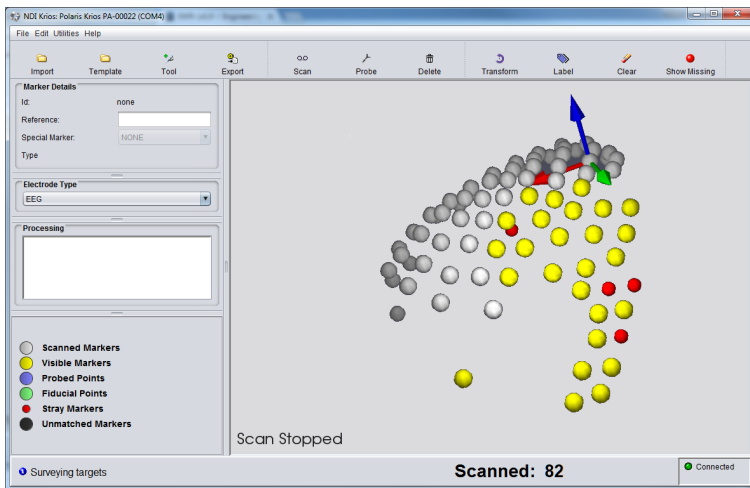 NDI Krios: Polaris Krios PA-00022 (COM4)
File Edit Utilities Help
Import Template Tool Export Scan Probe Delete Transform Label Clear Show Missing
Marker Details
Id: none
Reference:
Special Marker: NONE
Type
Electrode Type
EEG
Processing
Scanned Markers
Visible Markers
Probed Points
Fiducial Points
Stray Markers
Unmatched Markers
Scan Stopped
Surveying targets
Scanned: 82
Connected